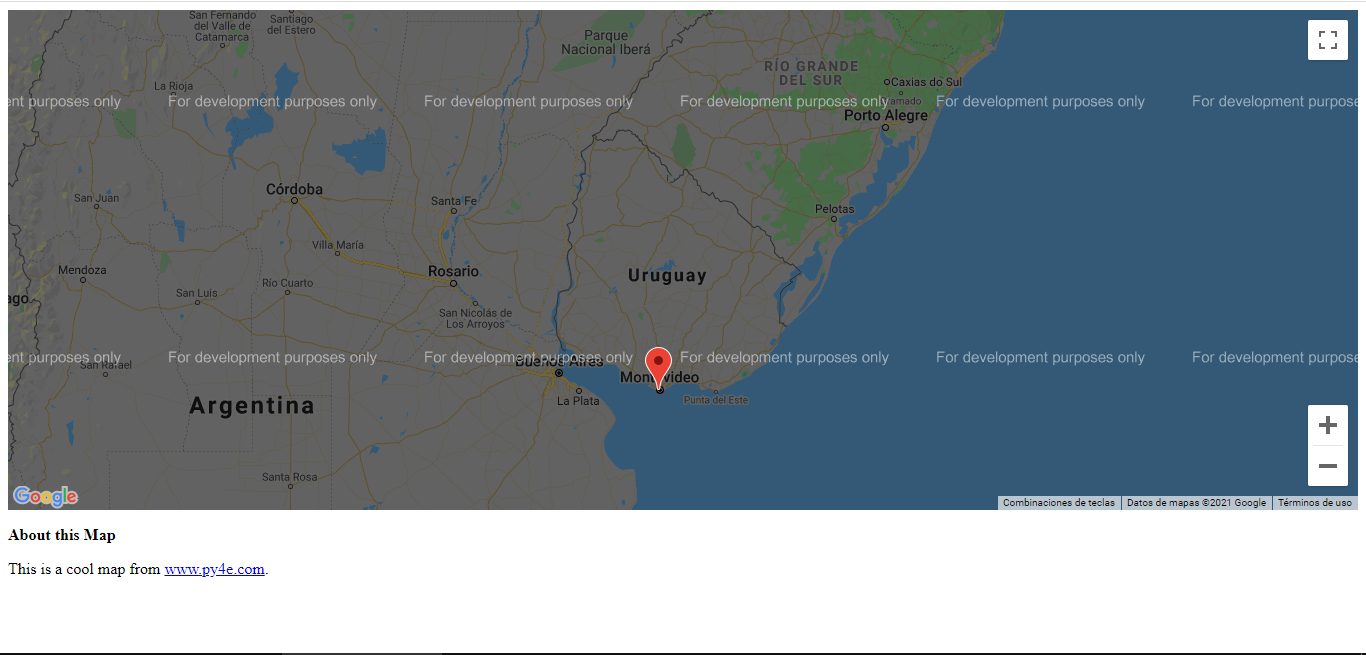 San Fernando
del Valle de
Catamarca
Santiago
del Estero
Parque
Nacional Iberá
RÍO GRANDE
DEL SUR
Caxias do Sul
La Rioja
ent purposes only
For development purposes only
For development purposes only
For development purposes only
For development purposes only
For development purpose
Porto Alegre
Córdoba
San Juan
Santa Fe
Pelotas
Villa María
Mendoza
Rosario
Uruguay
San Luis
Río Cuarto
ago
San Nicolás de
Los Arroyos
ent purposes only
For development purposes only
For development purposes only
For development purposes only
For development purposes only
For development purpose
San Rafael
Buenos Aires
Montevideo
Argentina
La Plata
Punta del Este
Santa Rosa
Google
Combinaciones de teclas
Datos de mapas ©2021 Google
Términos de uso
About this Map
This is a cool map from www.py4e.com.